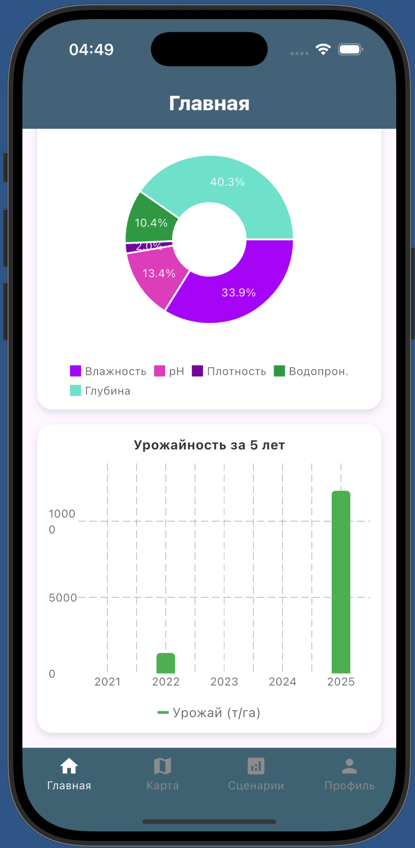 04:49
Главная
40.3%
10.4%
2.0%
13.4%
33.9%
Влажность pH Плотность Водопрон.
Глубина
Урожайность за 5 лет
1000
0
5000
0
2021 2022 2023 2024 2025
Урожай (т/га)
Главная Карта Сценарии Профиль